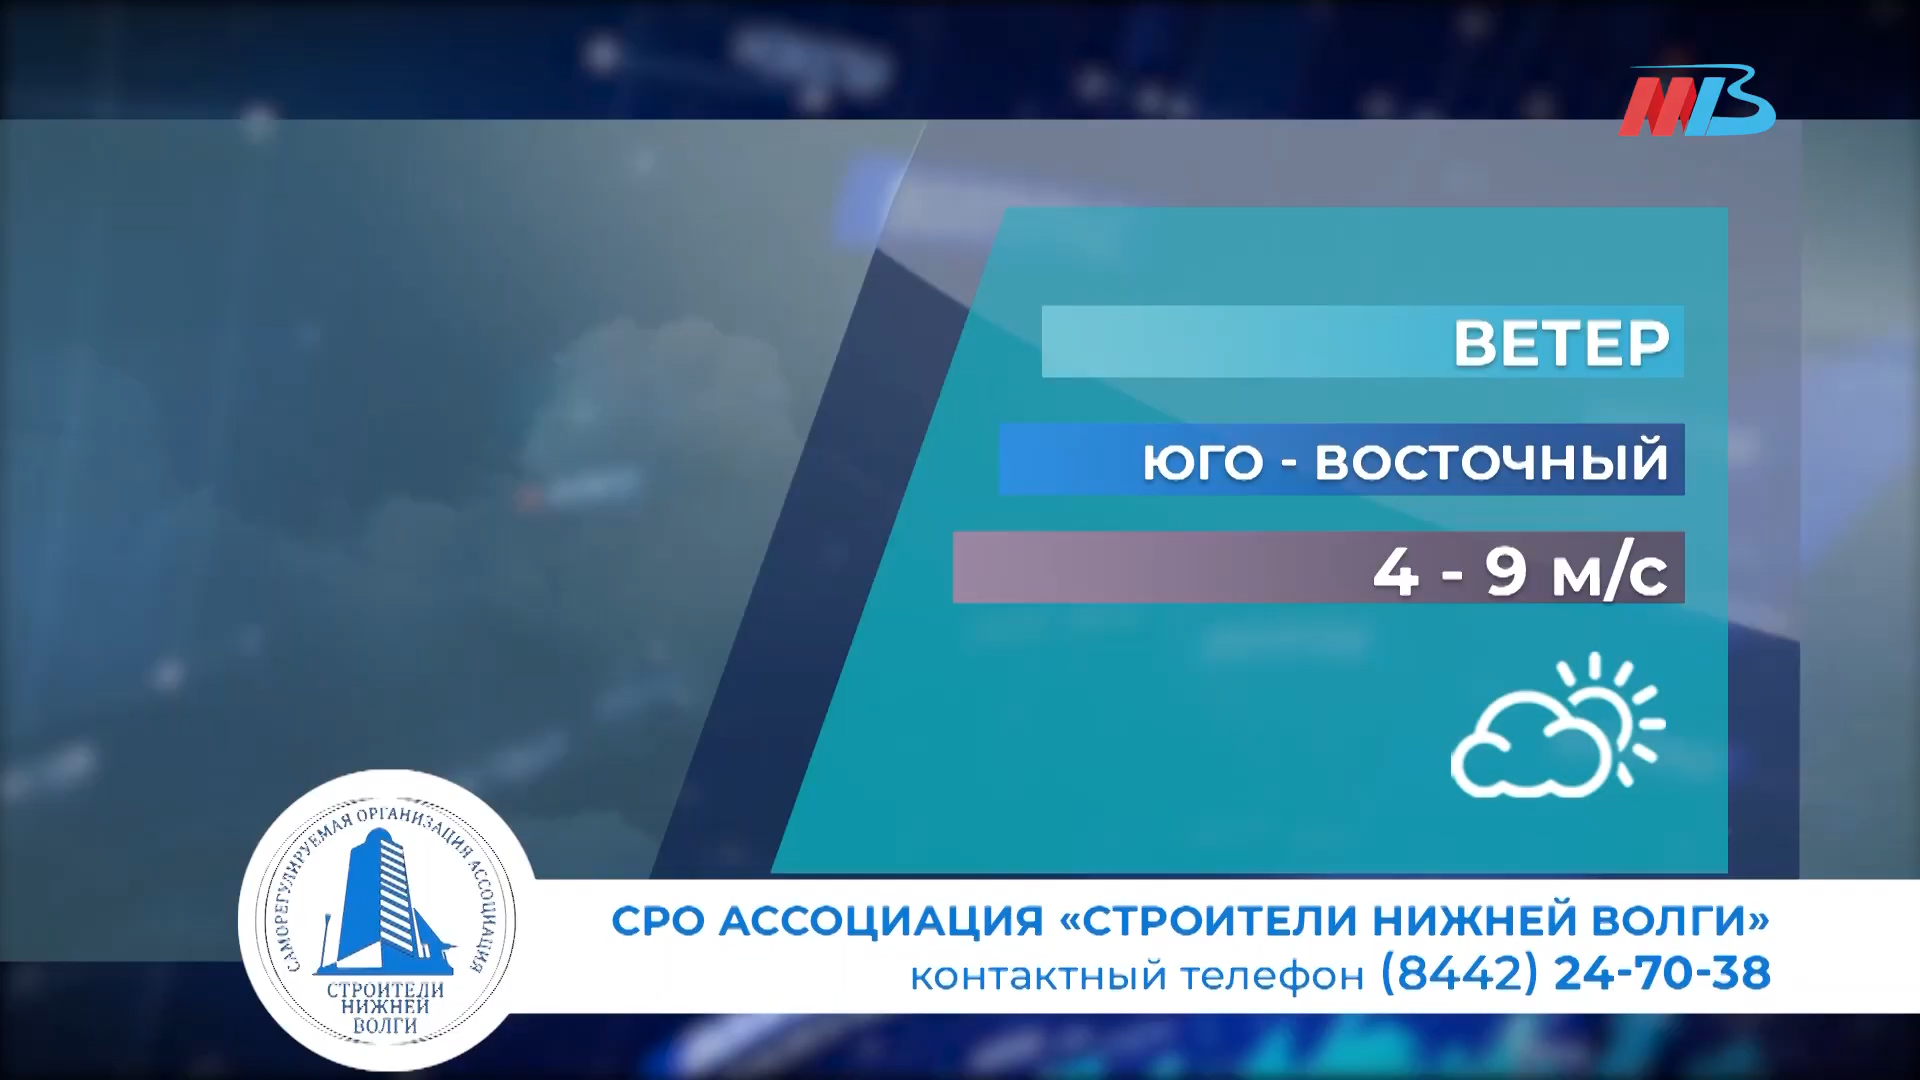 МВ
ВЕТЕР
ЮГО - ВОСТОЧНЫЙ
4 - 9 м/с
САМОРЕГУЛИРУЕМАЯ ОРГАНИЗАЦИЯ АССОЦИАЦИЯ
СТРОИТЕЛИ
НИЖНЕЙ
ВОЛГИ
СРО АССОЦИАЦИЯ «СТРОИТЕЛИ НИЖНЕЙ ВОЛГИ»
контактный телефон (8442) 24-70-38